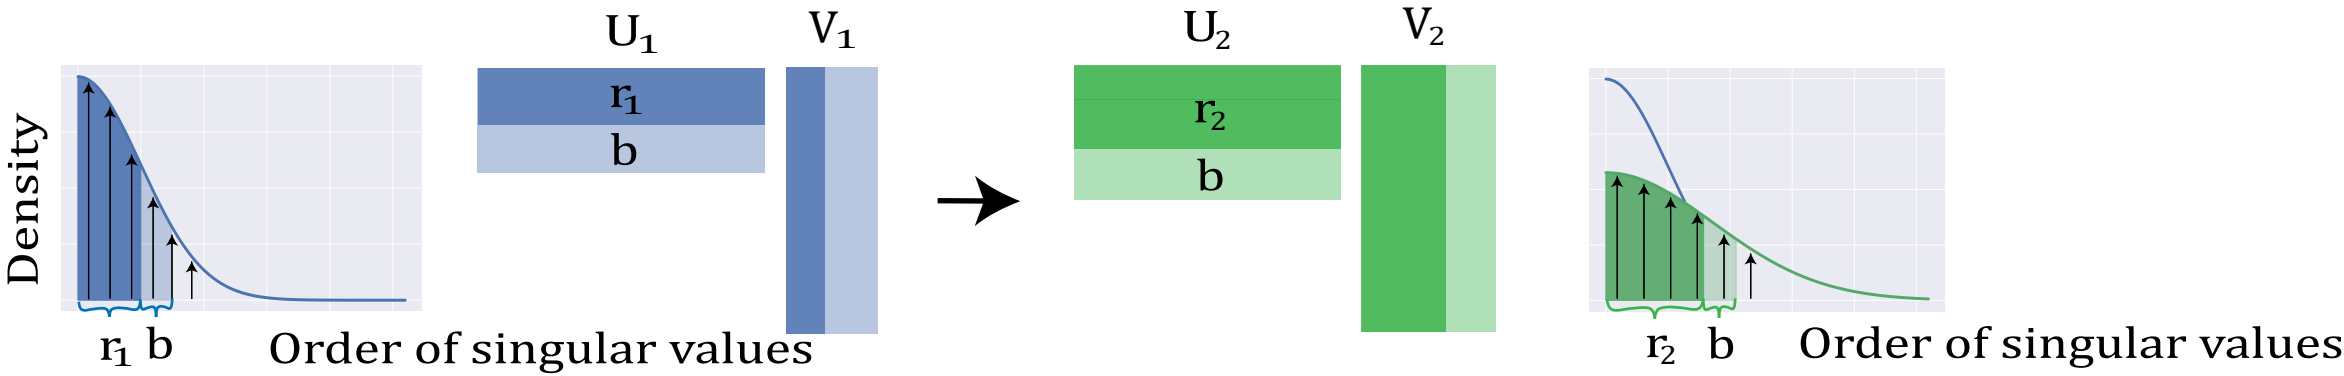 Density
r₁ b
Order of singular values
U₁
r₁
b
V₁
U₂
r₂
b
V₂
r₂ b
Order of singular values